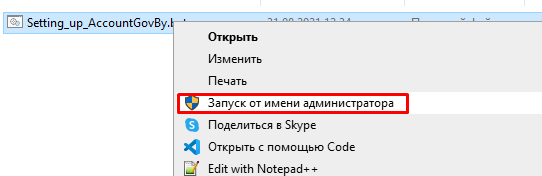 Setting_up_AccountGovBy.b
Открыть
Изменить
Печать
Запуск от имени администратора
Поделиться в Skype
Открыть с помощью Code
Edit with Notepad++